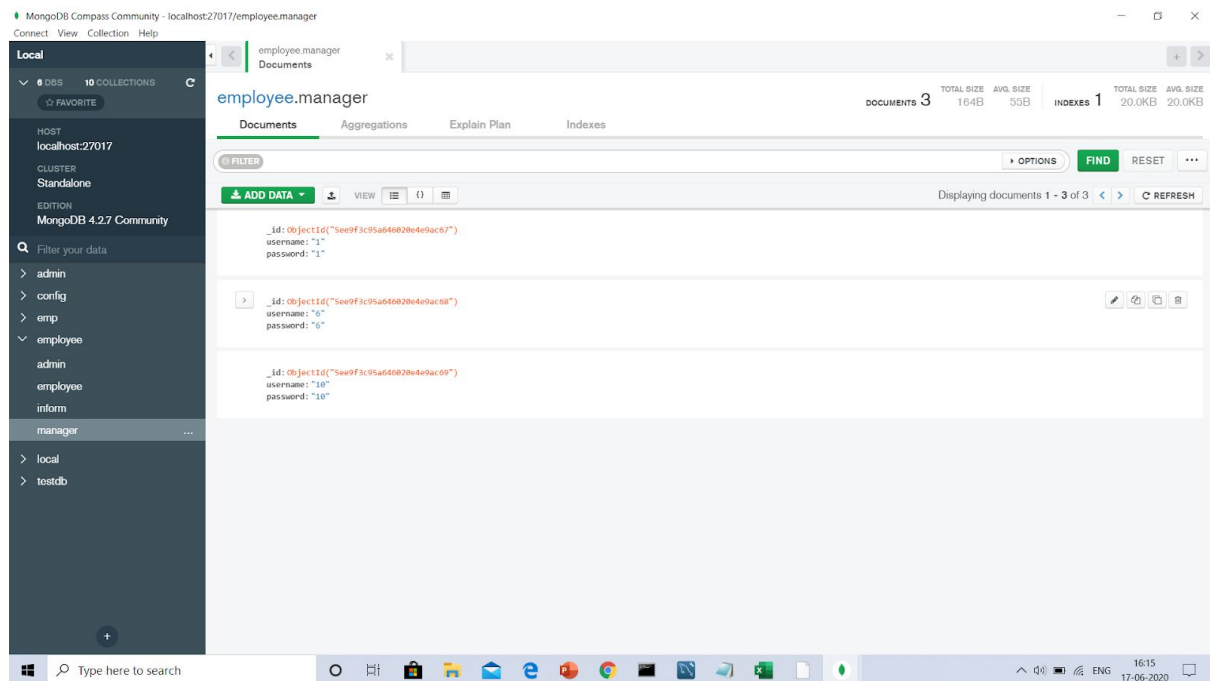 MongoDB Compass Community - localhost:27017/employee.manager
Connect View Collection Help
Local
6 DBS 10 COLLECTIONS
FAVORITE
HOST
localhost:27017
CLUSTER
Standalone
EDITION
MongoDB 4.2.7 Community
Filter your data
admin
config
emp
employee
admin
employee
inform
manager ...
local
testdb
employee.manager
Documents
employee.manager
DOCUMENTS 3 TOTAL SIZE 164B AVG. SIZE 55B INDEXES 1 TOTAL SIZE 20.0KB AVG. SIZE 20.0KB
Documents Aggregations Explain Plan Indexes
FILTER OPTIONS FIND RESET ...
ADD DATA VIEW {} Displaying documents 1 - 3 of 3 REFRESH
_id: ObjectId("5ee9f3c95a646020e4e9ac67")
username: "1"
password: "1"
_id: ObjectId("5ee9f3c95a646020e4e9ac68")
username: "6"
password: "6"
_id: ObjectId("5ee9f3c95a646020e4e9ac69")
username: "10"
password: "10"
Type here to search
ENG
16:15
17-06-2020